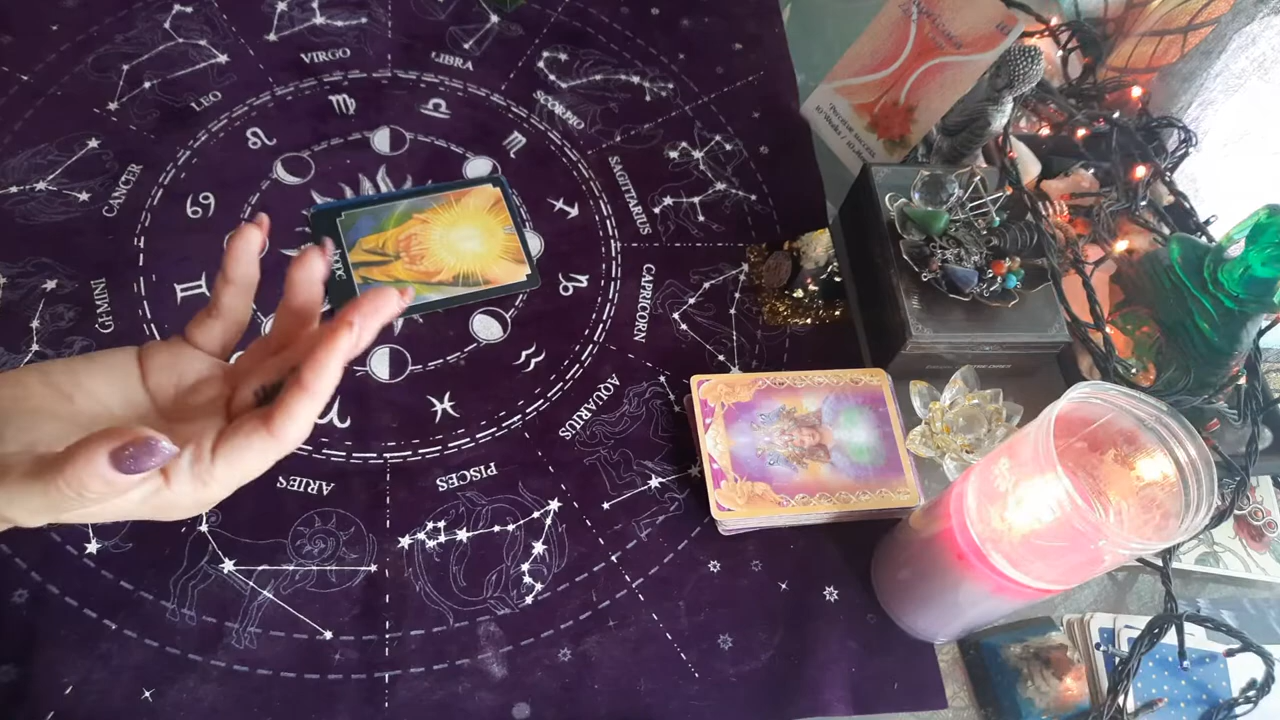 VIRGO
LIBRA
LEO
SCORPIO
CANCER
SAGITTARIUS
GEMINI
CAPRICORN
AQUARIUS
ARIES
PISCES